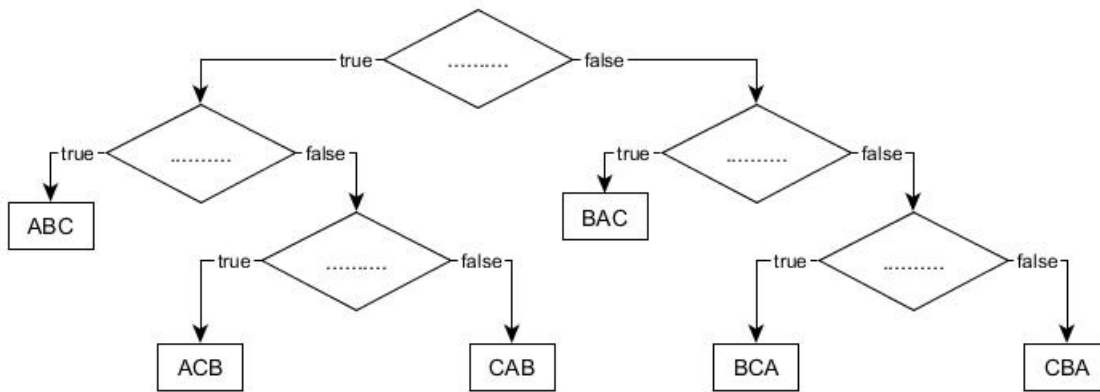 true
..........
false
true
..........
false
true
..........
false
ABC
BAC
true
..........
false
true
..........
false
ACB
CAB
BCA
CBA